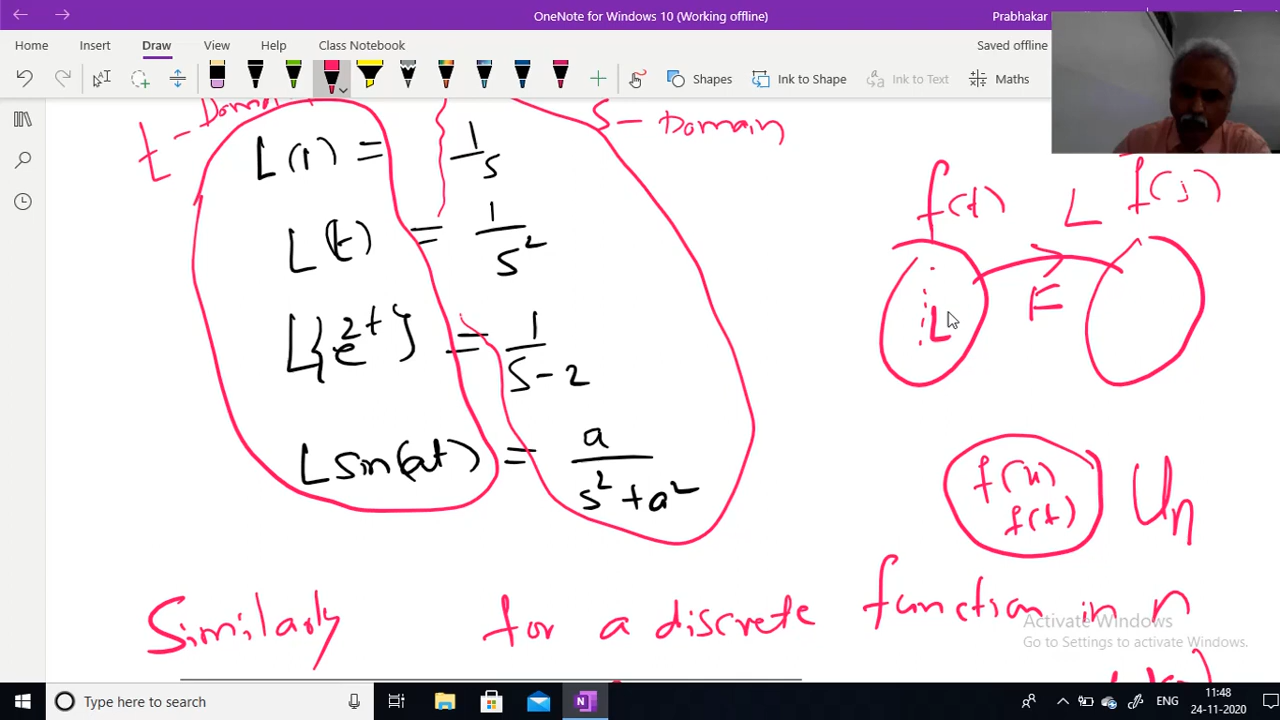 OneNote for Windows 10 (Working offline)
Prabhakar
Home Insert Draw View Help Class Notebook
Saved offline
Shapes Ink to Shape Ink to Text Maths
t - Domain
S - Domain
L(1) = 1/s
L(t) = 1/s²
L{e^2t} = 1/(s-2)
L sin(at) = a/(s²+a²)
f(t) L f(s)
F
L
f(x)
f(t)
Un
Similarly for a discrete function in n
Activate Windows
Go to Settings to activate Windows.
Type here to search
ENG
11:48
24-11-2020